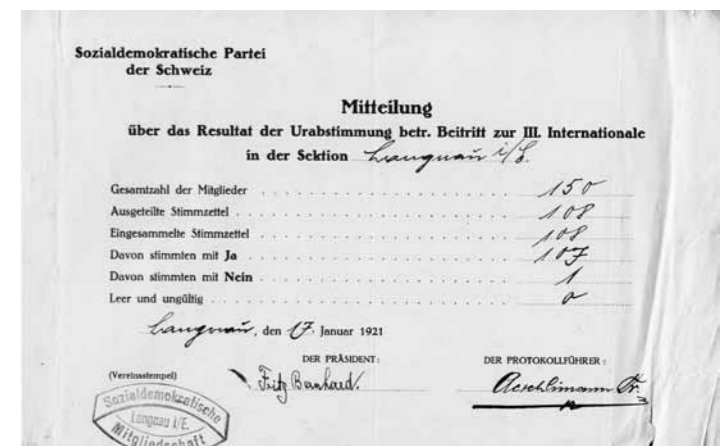 Sozialdemokratische Partei
der Schweiz
Mitteilung
über das Resultat der Urabstimmung betr. Beitritt zur III. Internationale
in der Sektion Langnau i/E.
Gesamtzahl der Mitglieder . . . . . . . . . . 150
Ausgeteilte Stimmzettel . . . . . . . . . . 108
Eingesammelte Stimmzettel . . . . . . . . . . 108
Davon stimmten mit Ja . . . . . . . . . . 107
Davon stimmten mit Nein . . . . . . . . . . 1
Leer und ungültig . . . . . . . . . . 0
Langnau, den 17. Januar 1921
DER PRÄSIDENT: DER PROTOKOLLFÜHRER:
(Vereinsstempel) Fritz Bernhard. Aeschlimann Fr.
Sozialdemokratische
Langnau i/E.
Mitgliedschaft